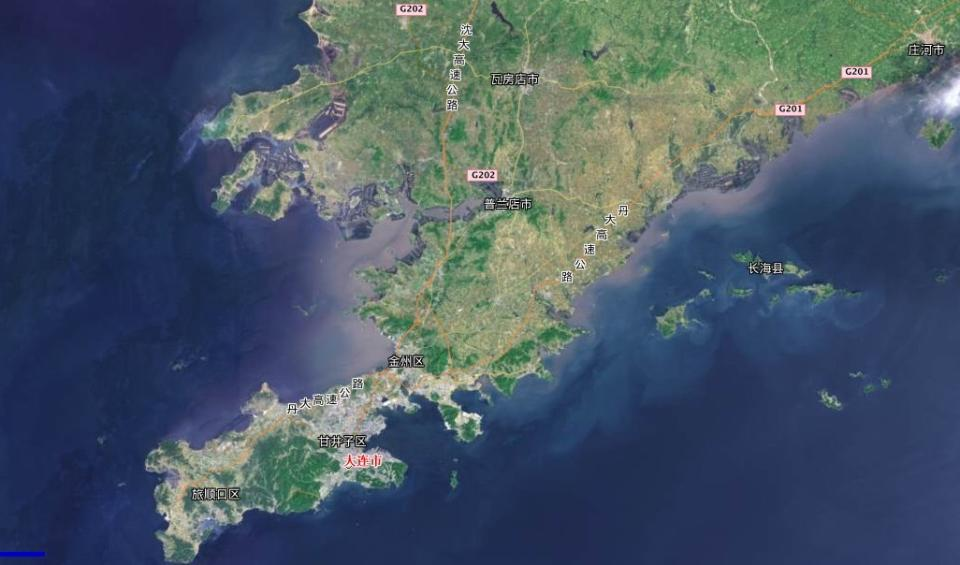 G202
沈大高速公路
庄河市
G201
瓦房店市
G201
G202
普兰店市
丹大高速公路
长海县
金州区
丹大高速公路
甘井子区
大连市
旅顺口区